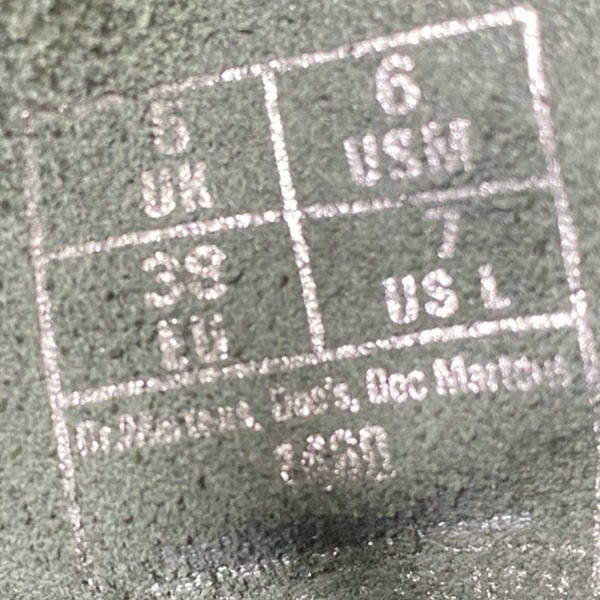 5 6
UK USM
38 7
EU US L
Dr.Martens, Doc's, Doc Martens
1460